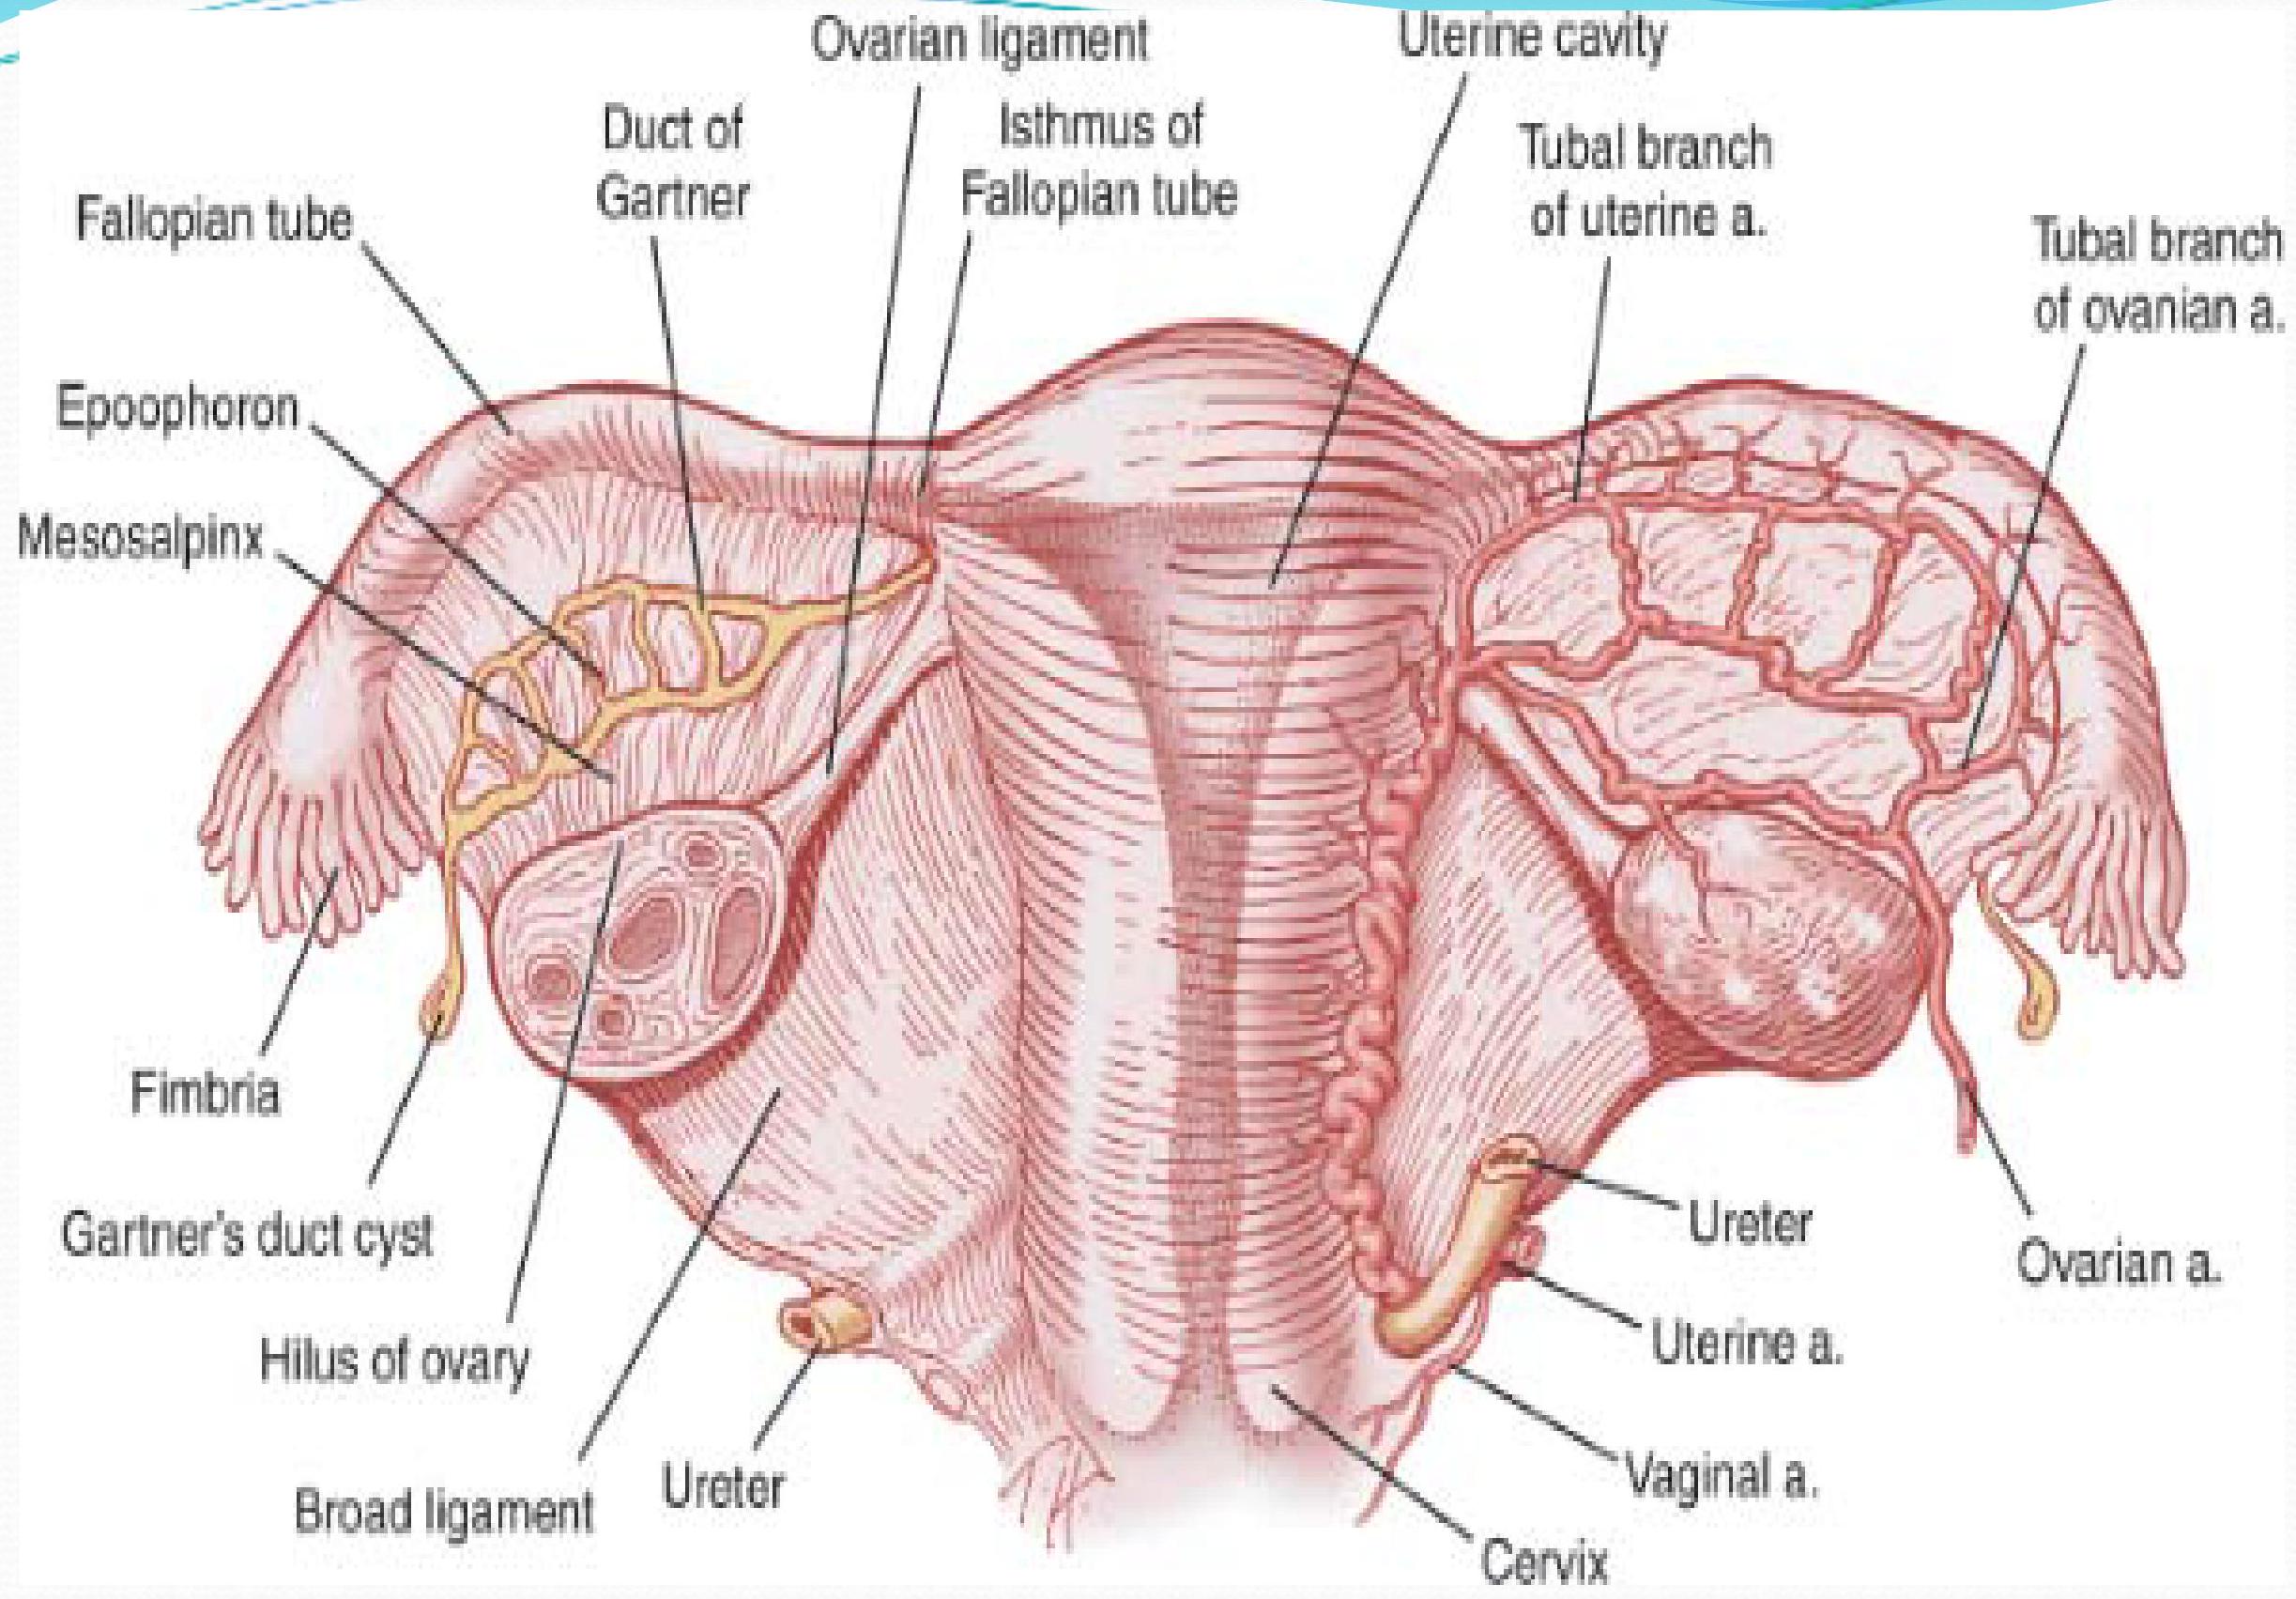 Ovarian ligament
Uterine cavity
Duct of
Gartner
Isthmus of
Fallopian tube
Tubal branch
of uterine a.
Fallopian tube
Tubal branch
of ovanian a.
Epoophoron
Mesosalpinx
Fimbria
Gartner's duct cyst
Hilus of ovary
Broad ligament
Ureter
Ureter
Ovarian a.
Uterine a.
Vaginal a.
Cervix